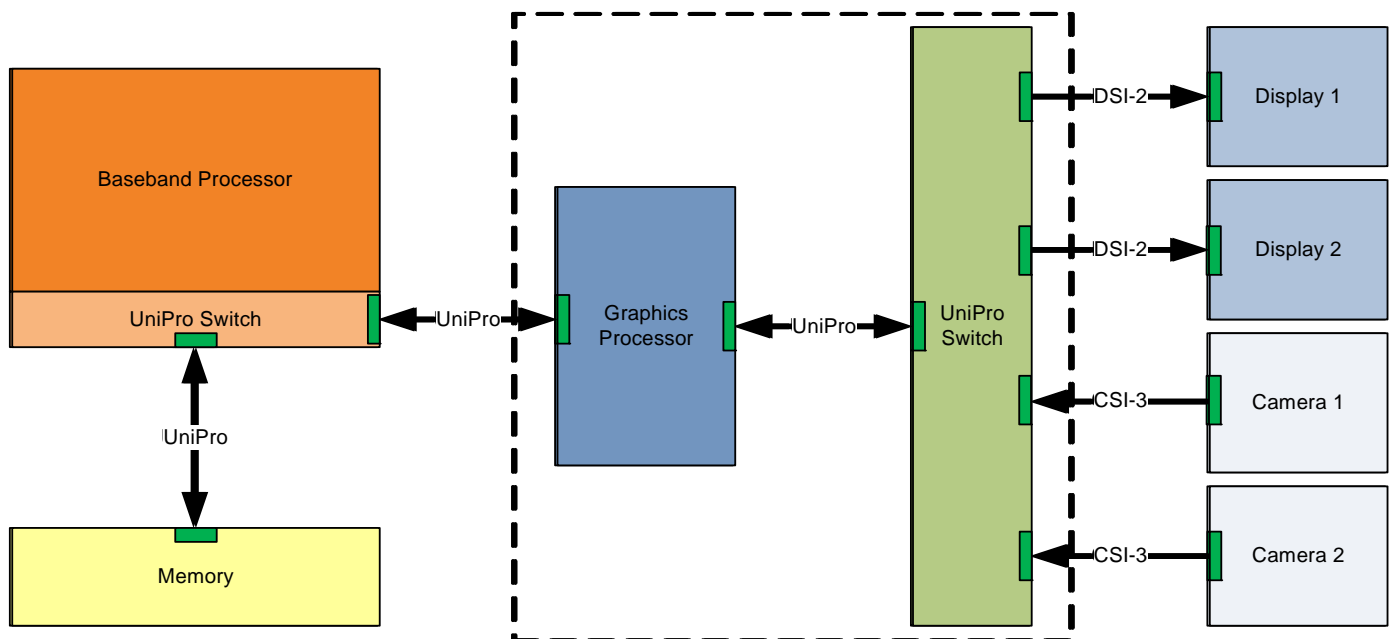 Baseband Processor
UniPro Switch
UniPro
Memory
UniPro
Graphics
Processor
UniPro
UniPro
Switch
DSI-2
Display 1
DSI-2
Display 2
CSI-3
Camera 1
CSI-3
Camera 2